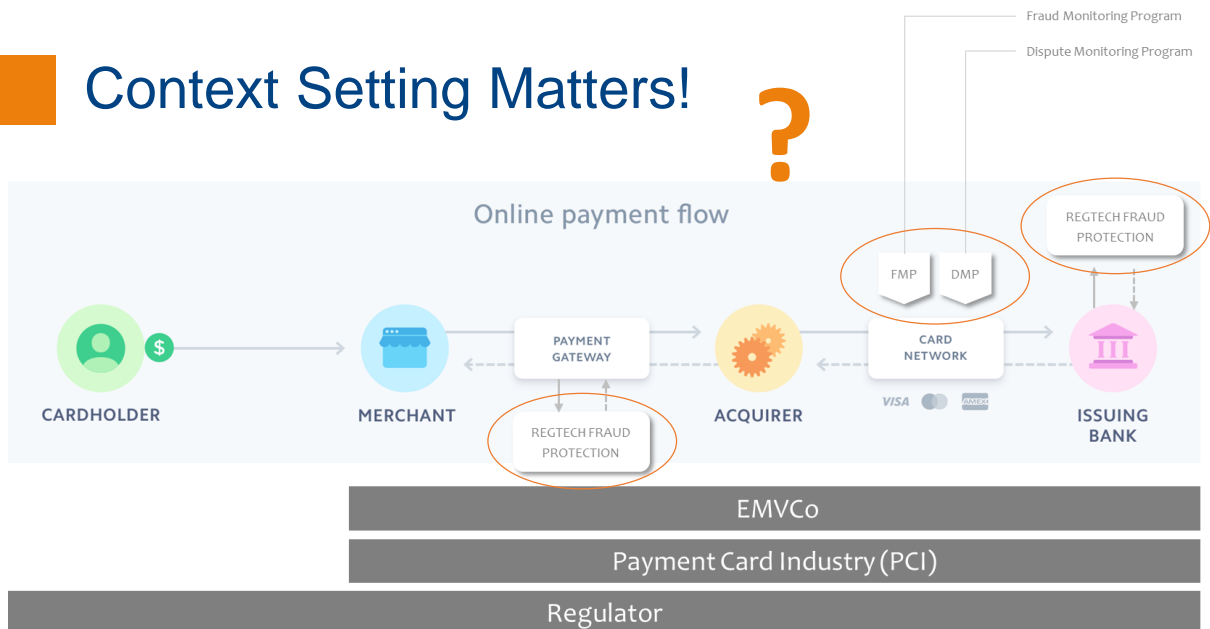 Fraud Monitoring Program
Dispute Monitoring Program
Context Setting Matters!
?
Online payment flow
REGTECH FRAUD
PROTECTION
FMP
DMP
$
PAYMENT
GATEWAY
CARD
NETWORK
CARDHOLDER
MERCHANT
ACQUIRER
VISA
AMEX
ISSUING
BANK
REGTECH FRAUD
PROTECTION
EMVCo
Payment Card Industry (PCI)
Regulator